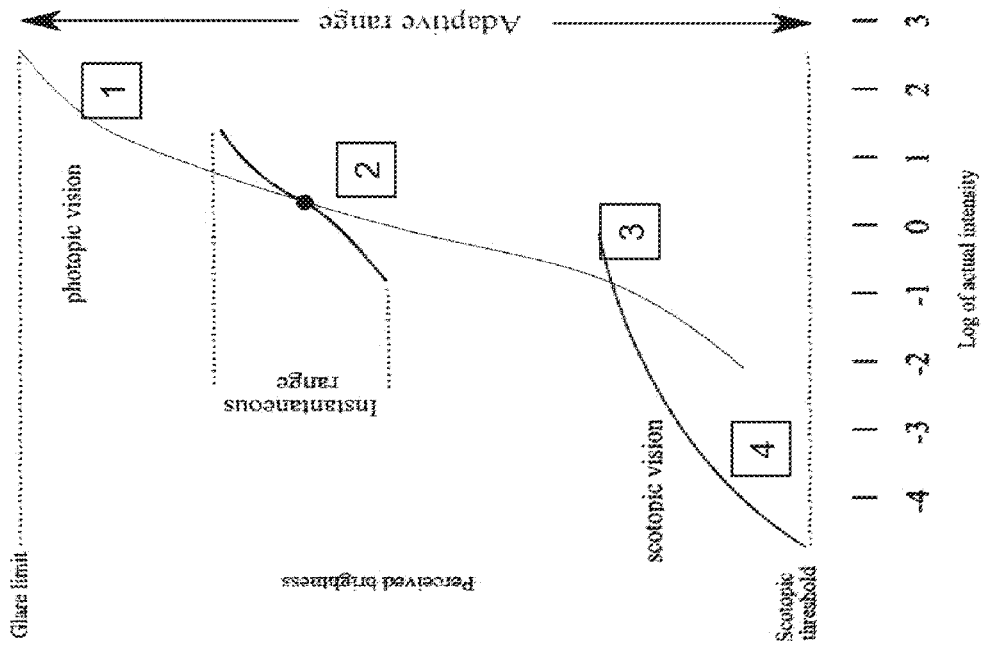 Glare limit
Adaptive range
photopic vision
1
2
Instantaneous
range
Perceived brightness
3
scotopic vision
4
Scotopic
threshold
-4
-3
-2
-1
0
1
2
3
Log of actual intensity